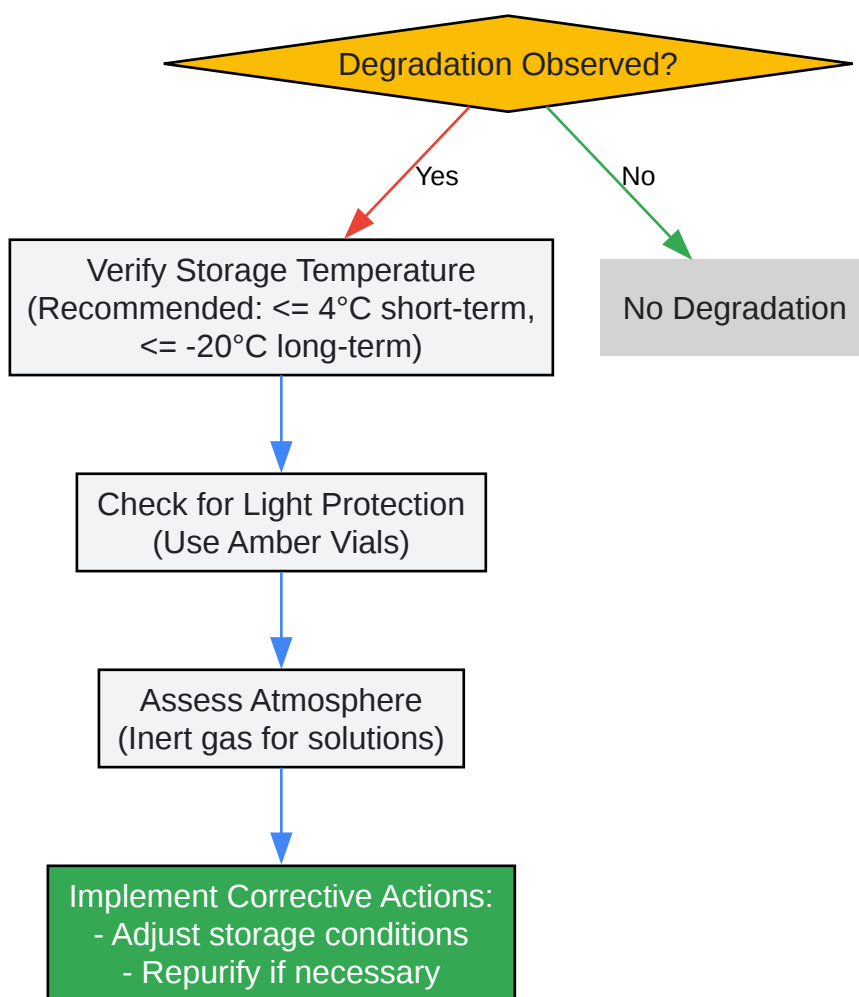 Degradation Observed?
Yes
No
Verify Storage Temperature
(Recommended: <= 4°C short-term,
<= -20°C long-term)
No Degradation
Check for Light Protection
(Use Amber Vials)
Assess Atmosphere
(Inert gas for solutions)
Implement Corrective Actions:
- Adjust storage conditions
- Repurify if necessary